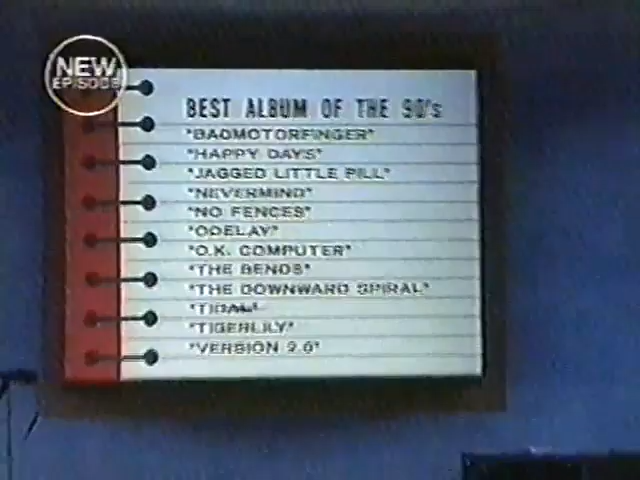 NEW
EPISODE
BEST ALBUM OF THE 90's
"BADMOTORFINGER"
"HAPPY DAYS"
"JAGGED LITTLE PILL"
"NEVERMIND"
"NO FENCES"
"ODELAY"
"O.K. COMPUTER"
"THE BENDS"
"THE DOWNWARD SPIRAL"
"TIDAL"
"TIGERLILY"
"VERSION 2.0"